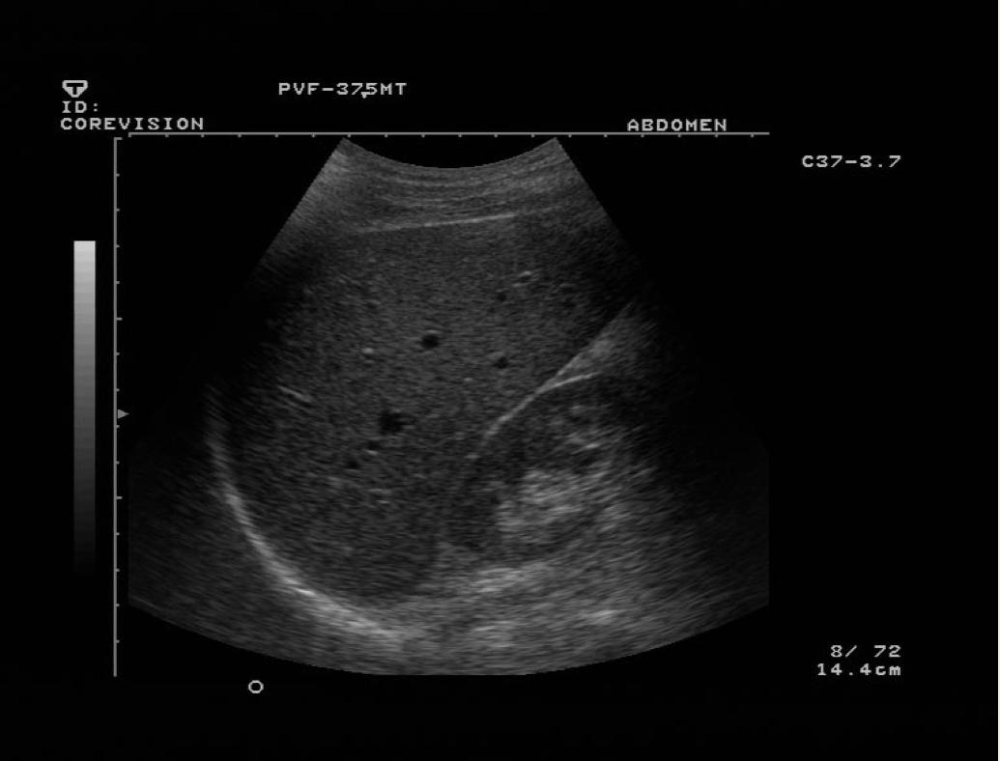 PVF-375MT
T
ID:
COREVISION
ABDOMEN
C37-3.7
8/ 72
14.4cm